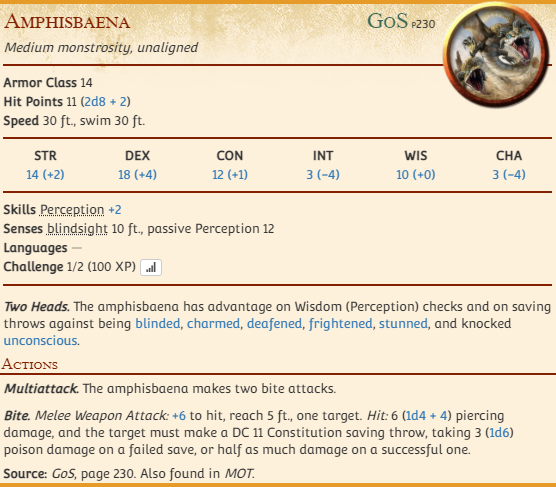 Amphisbaena GoS p230
Medium monstrosity, unaligned
Armor Class 14
Hit Points 11 (2d8 + 2)
Speed 30 ft., swim 30 ft.
STR DEX CON INT WIS CHA
14 (+2) 18 (+4) 12 (+1) 3 (−4) 10 (+0) 3 (−4)
Skills Perception +2
Senses blindsight 10 ft., passive Perception 12
Languages —
Challenge 1/2 (100 XP)
Two Heads. The amphisbaena has advantage on Wisdom (Perception) checks and on saving
throws against being blinded, charmed, deafened, frightened, stunned, and knocked
unconscious.
Actions
Multiattack. The amphisbaena makes two bite attacks.
Bite. Melee Weapon Attack: +6 to hit, reach 5 ft., one target. Hit: 6 (1d4 + 4) piercing
damage, and the target must make a DC 11 Constitution saving throw, taking 3 (1d6)
poison damage on a failed save, or half as much damage on a successful one.
Source: GoS, page 230. Also found in MOT.